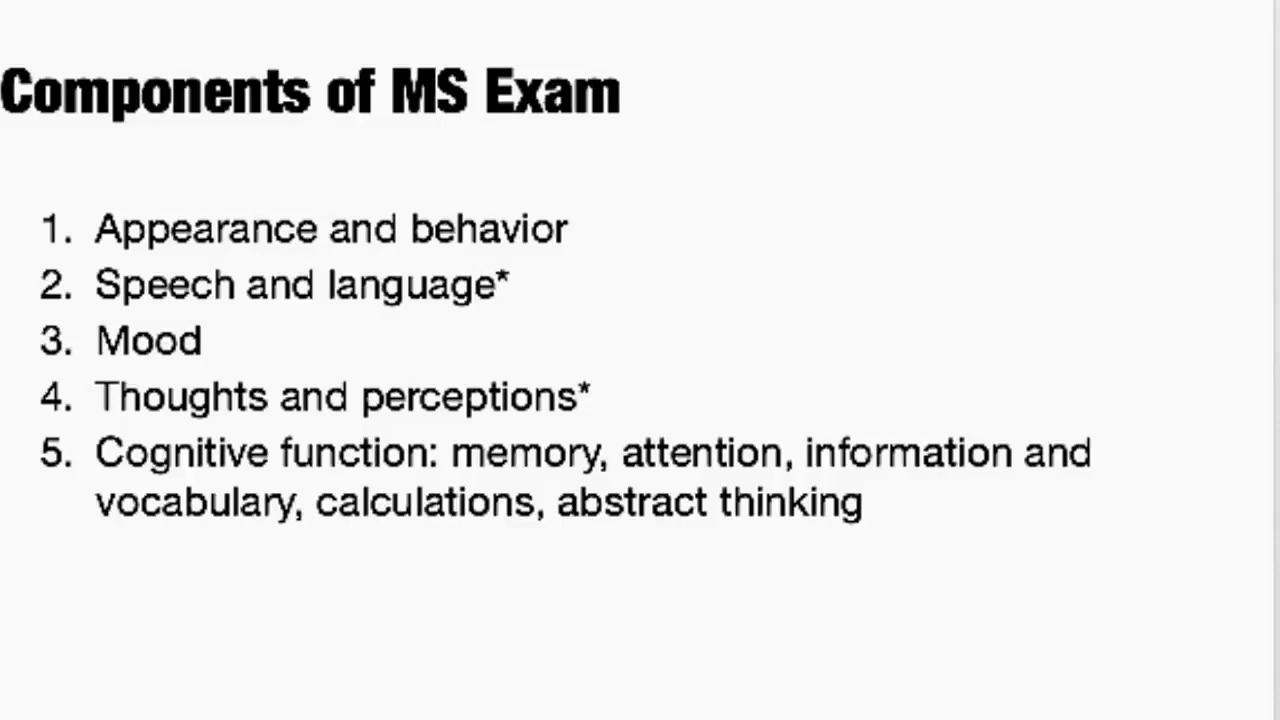 Components of MS Exam
1. Appearance and behavior
2. Speech and language*
3. Mood
4. Thoughts and perceptions*
5. Cognitive function: memory, attention, information and
vocabulary, calculations, abstract thinking